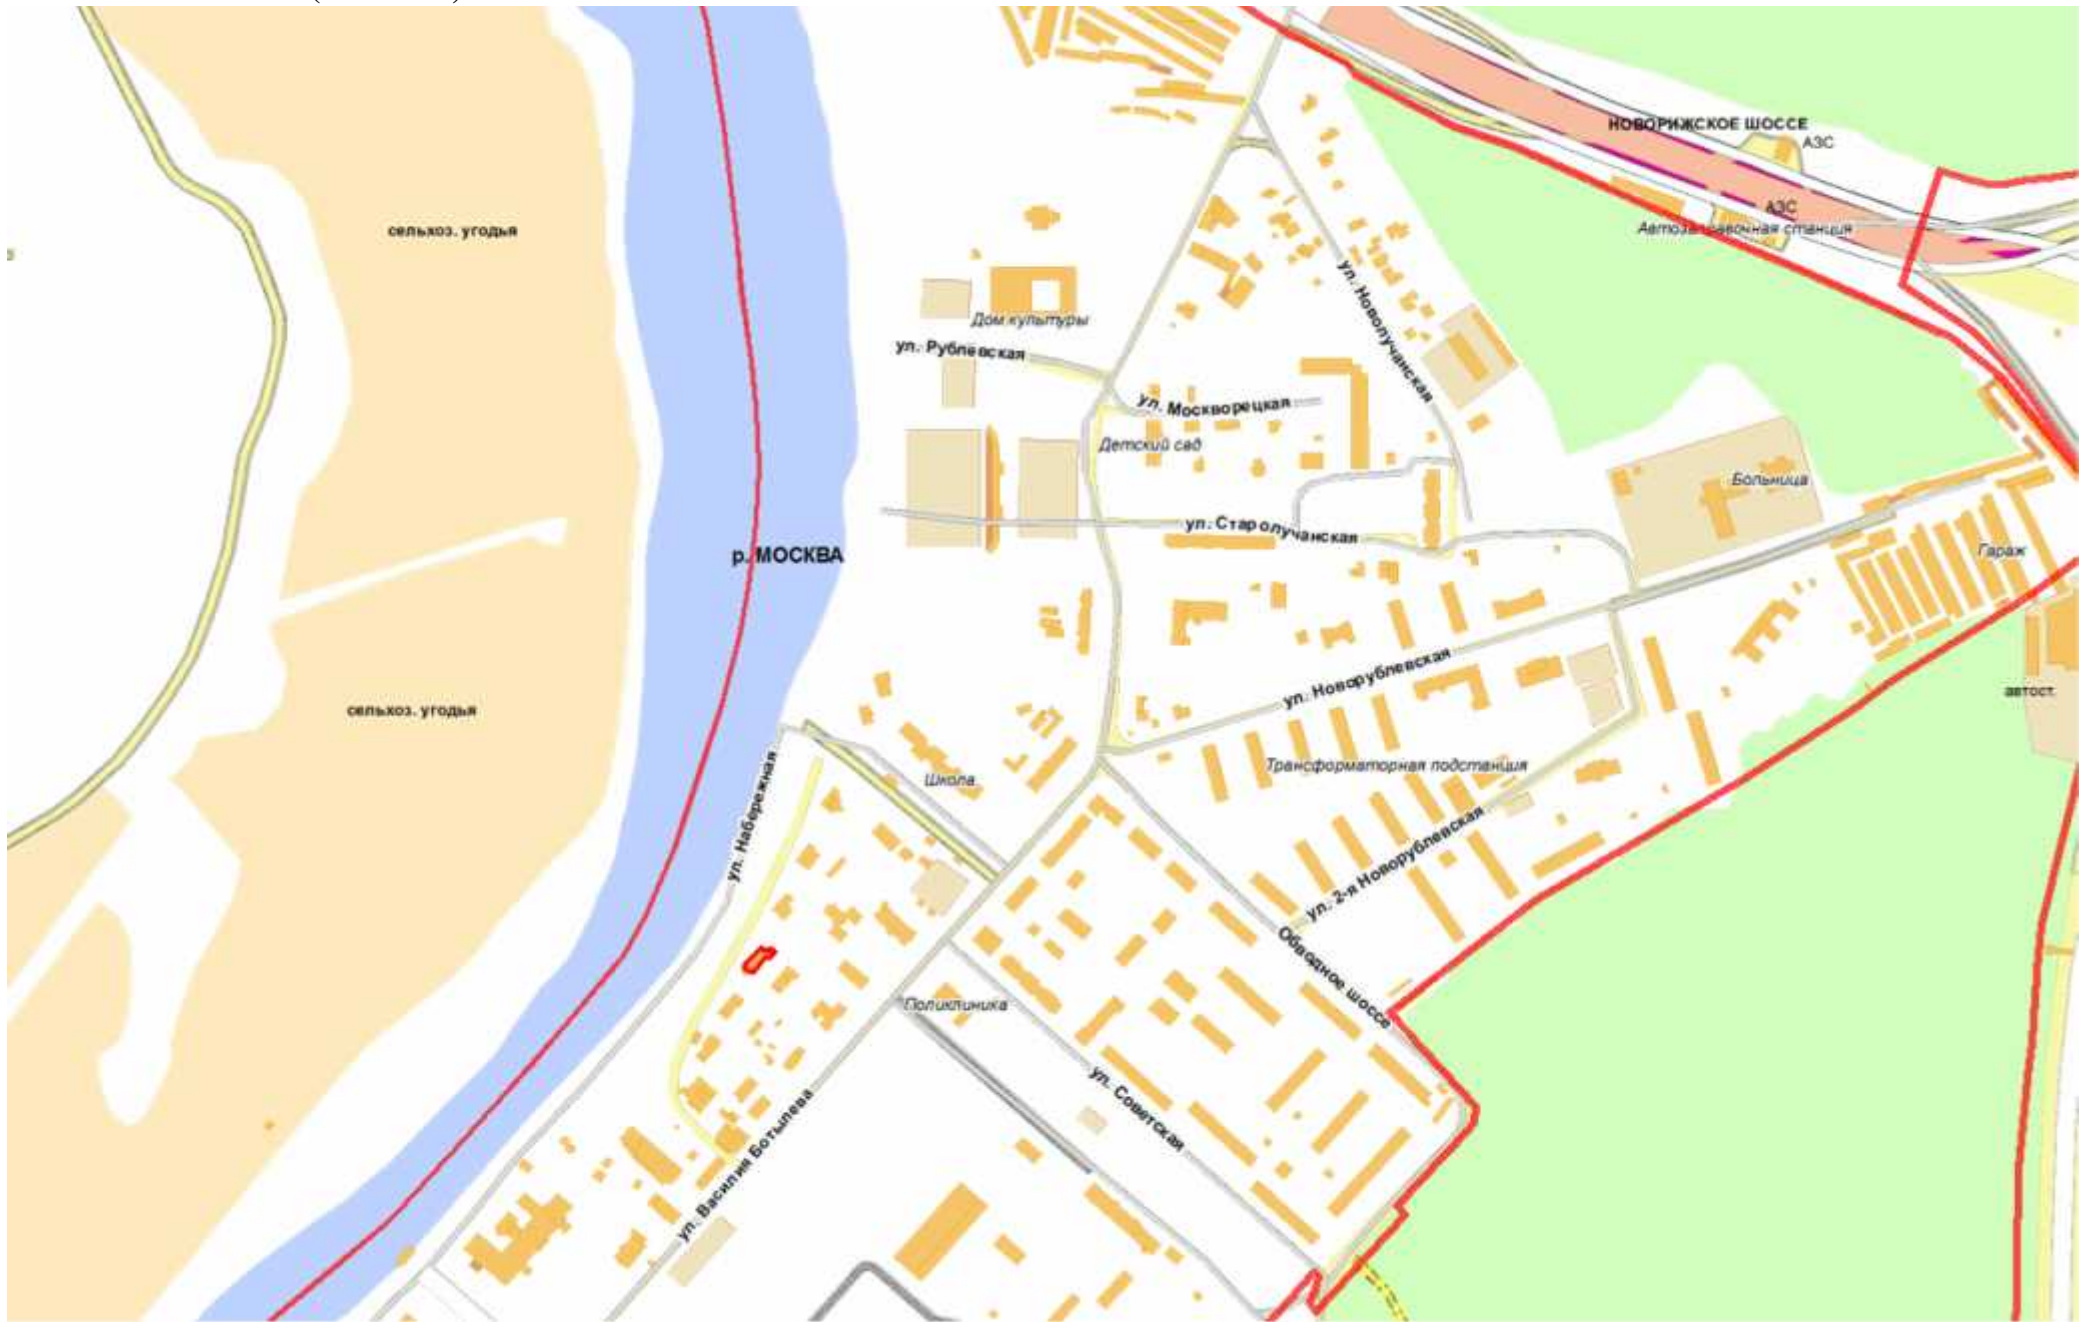 НОВОРИЖСКОЕ ШОССЕ
АЗС
АЗС
Автозаправочная станция
сельхоз. угодья
ул. Новолучанская
Дом культуры
ул. Рублевская
ул. Москворецкая
Детский сад
Больница
ул. Старолучанская
р. МОСКВА
Гараж
ул. Новорублевская
автост.
сельхоз. угодья
Трансформаторная подстанция
Школа
ул. Набережная
ул. 2-я Новорублевская
Обводное шоссе
Поликлиника
ул. Советская
ул. Василия Ботылева